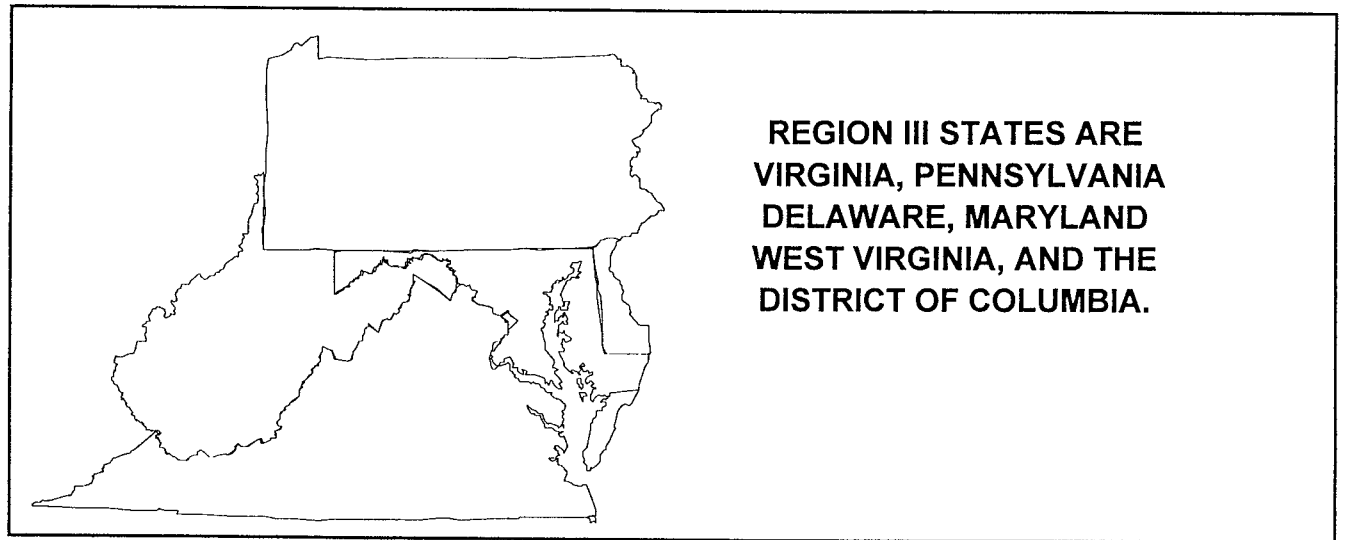 REGION III STATES ARE
VIRGINIA, PENNSYLVANIA
DELAWARE, MARYLAND
WEST VIRGINIA, AND THE
DISTRICT OF COLUMBIA.